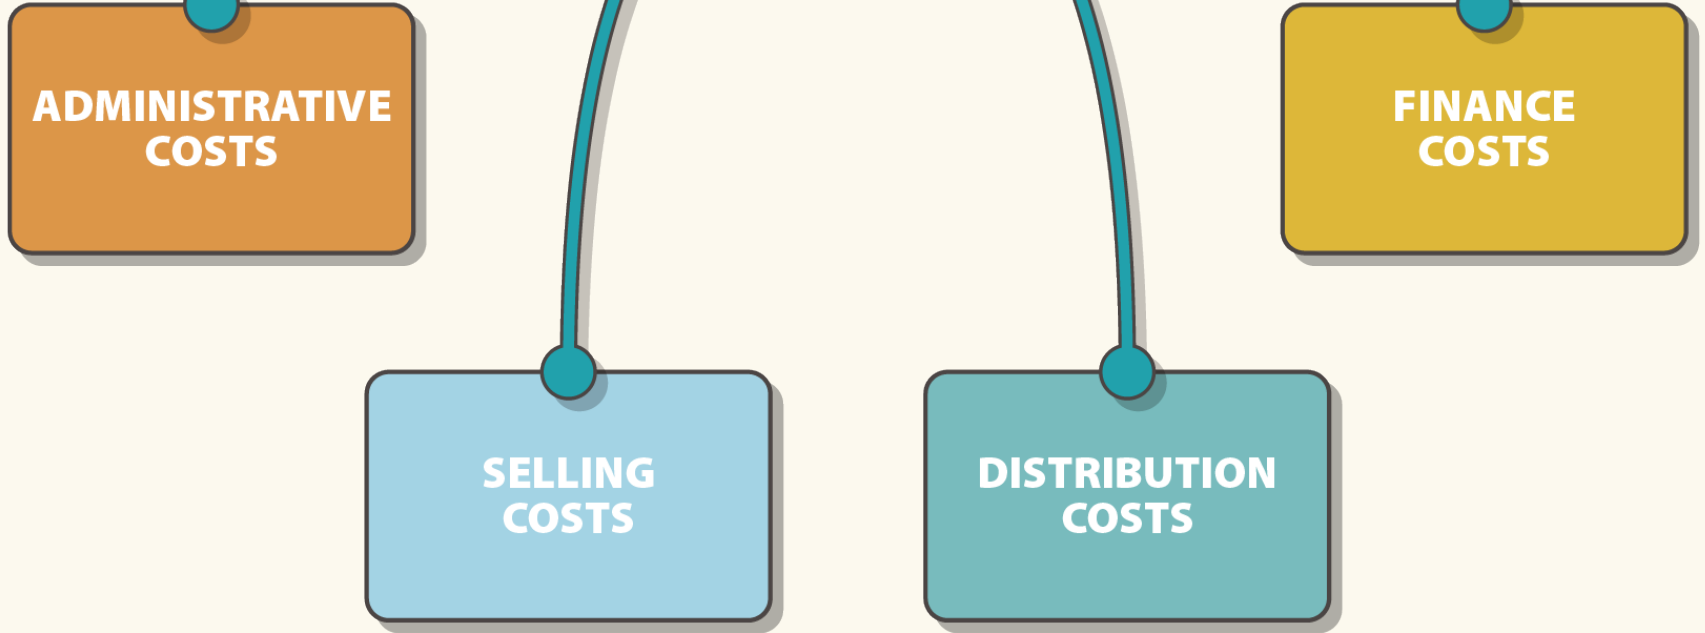 ADMINISTRATIVE
COSTS
FINANCE
COSTS
SELLING
COSTS
DISTRIBUTION
COSTS